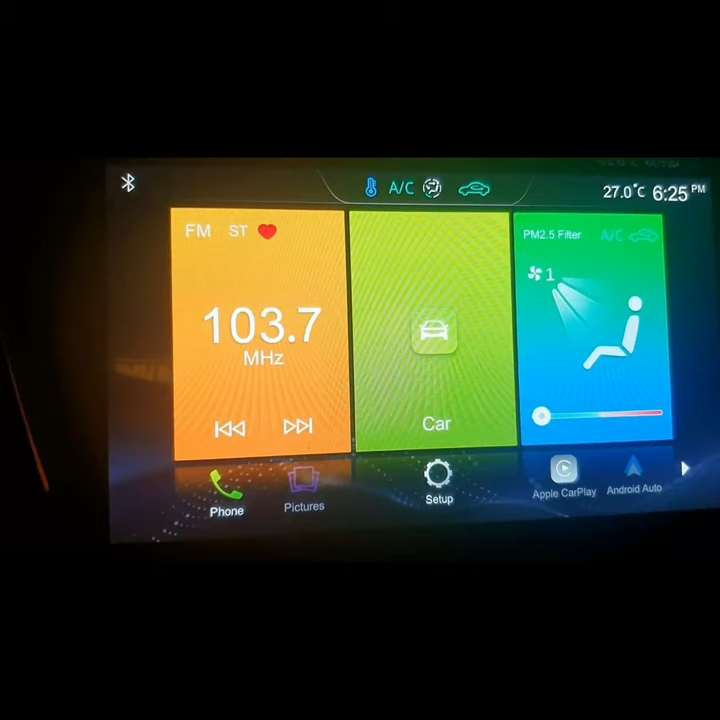 A/C
27.0°C 6:25 PM
FM ST
103.7
MHz
Car
PM2.5 Filter A/C
1
Phone
Pictures
Setup
Apple CarPlay
Android Auto